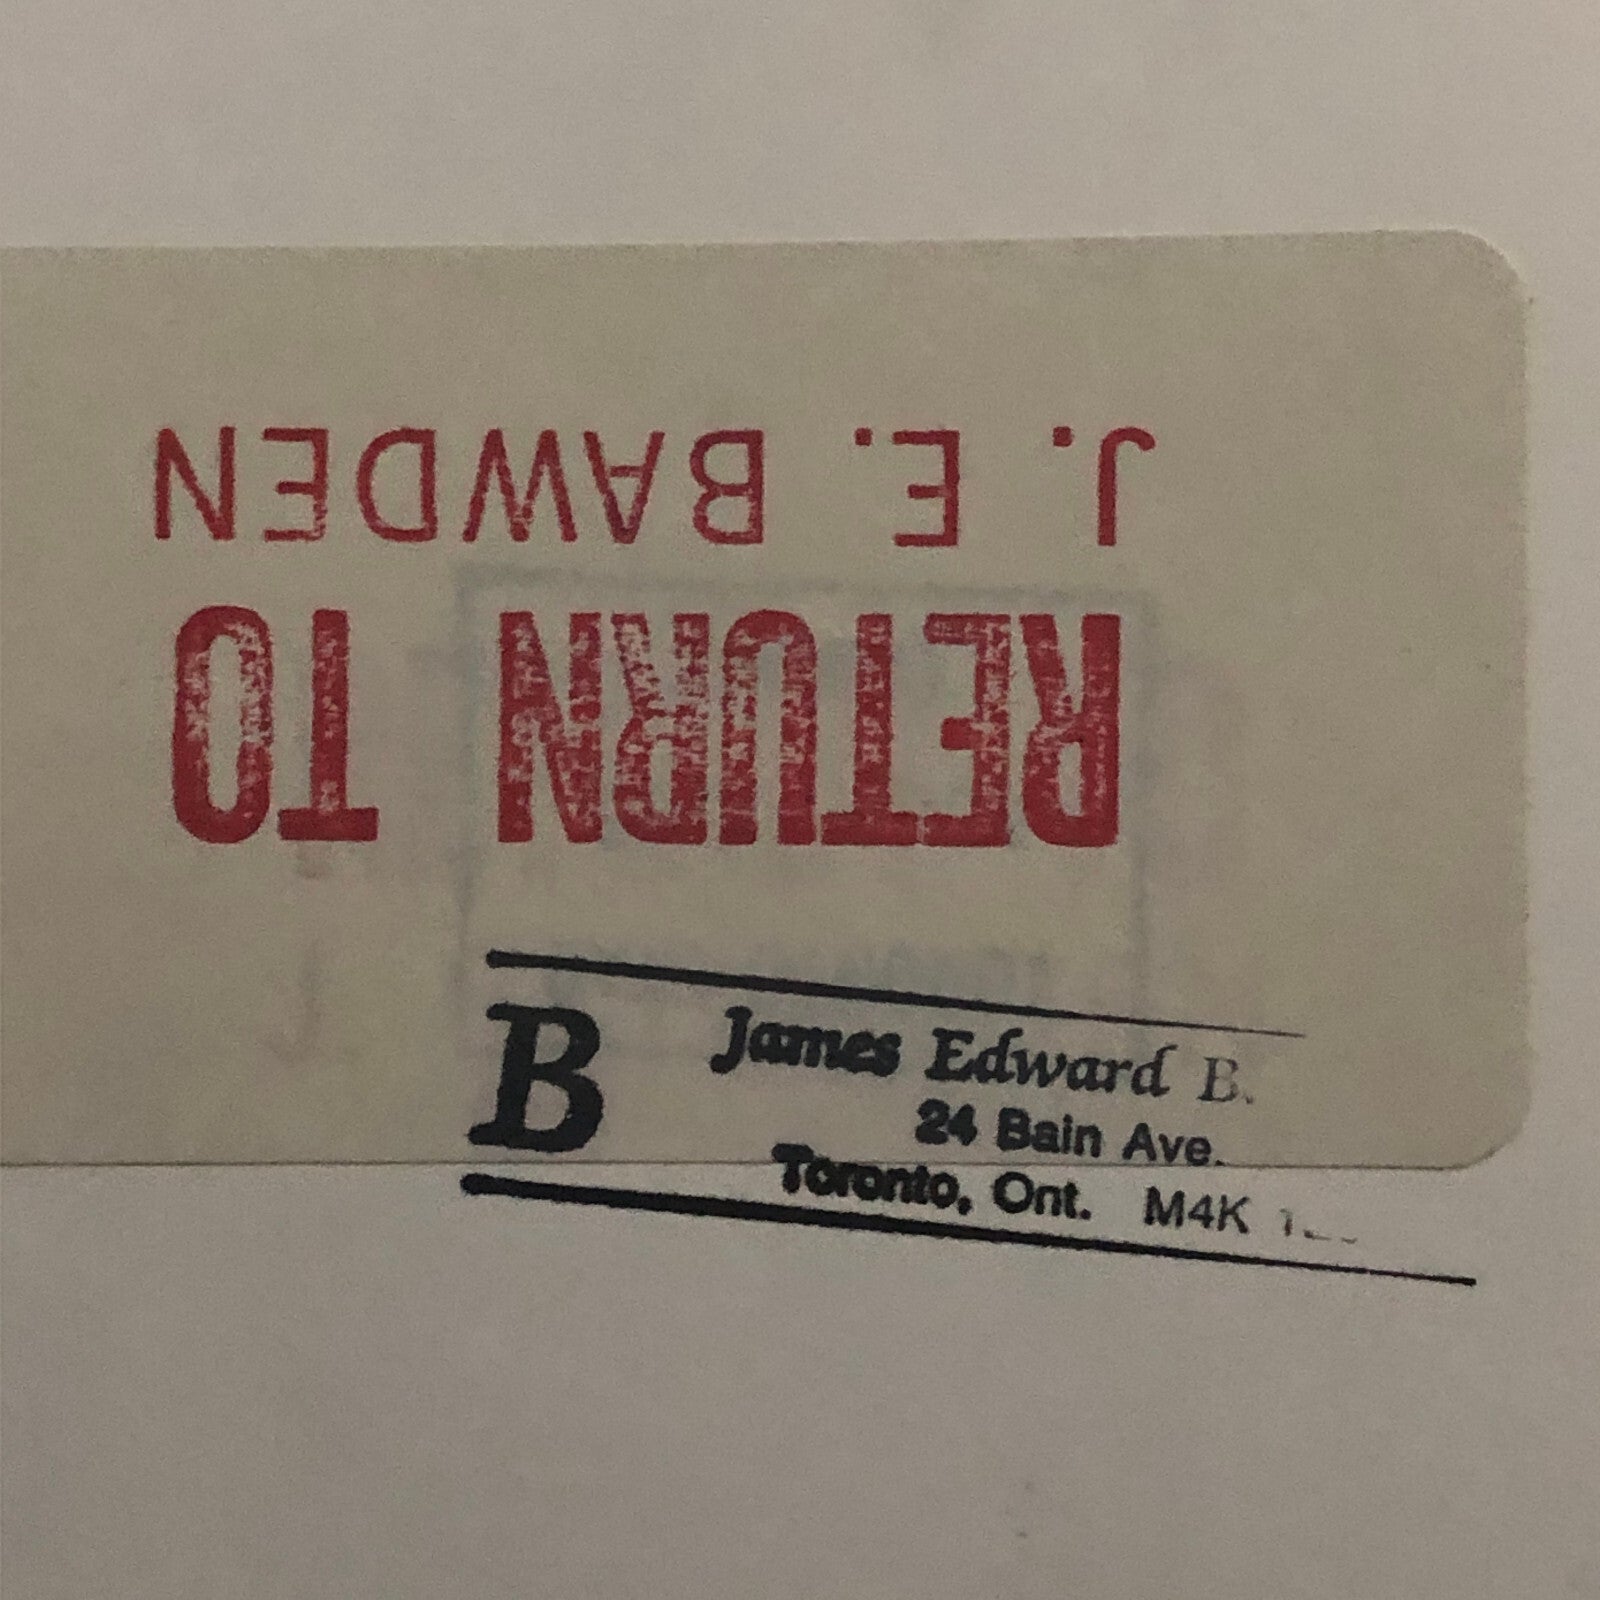 RETURN TO
J. E. BAWDEN
B
James Edward B.
24 Bain Ave.
Toronto, Ont. M4K